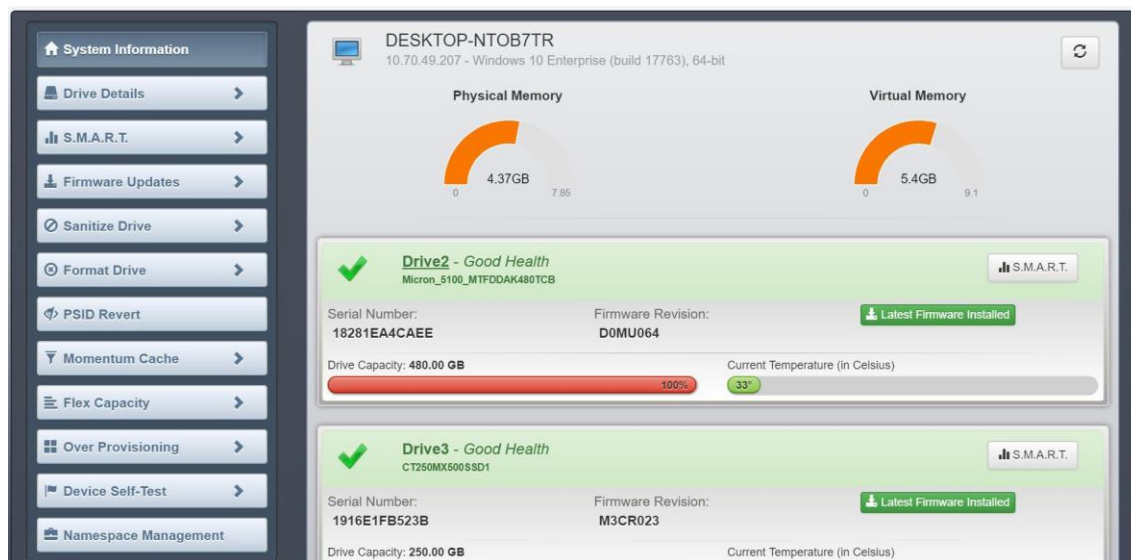 System Information
Drive Details
S.M.A.R.T.
Firmware Updates
Sanitize Drive
Format Drive
PSID Revert
Momentum Cache
Flex Capacity
Over Provisioning
Device Self-Test
Namespace Management
DESKTOP-NTOB7TR
10.70.49.207 - Windows 10 Enterprise (build 17763), 64-bit
Physical Memory Virtual Memory
4.37GB 5.4GB
0 7.85 0 9.1
Drive2 - Good Health S.M.A.R.T.
Micron_5100_MTFDDAK480TCB
Serial Number: Firmware Revision: Latest Firmware Installed
18281EA4CAEE D0MU064
Drive Capacity: 480.00 GB Current Temperature (in Celsius)
100% 33°
Drive3 - Good Health S.M.A.R.T.
CT250MX500SSD1
Serial Number: Firmware Revision: Latest Firmware Installed
1916E1FB523B M3CR023
Drive Capacity: 250.00 GB Current Temperature (in Celsius)